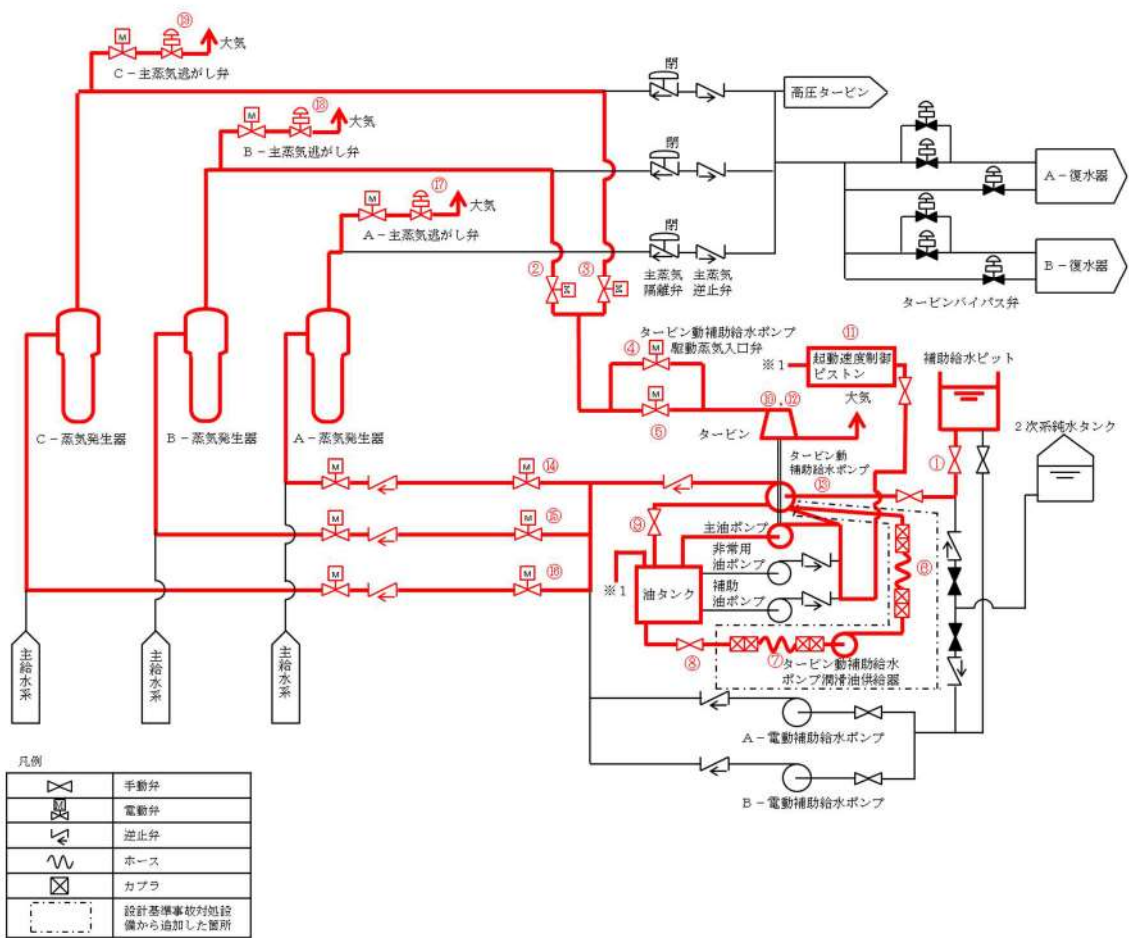 ⑲
M
大気
C-主蒸気逃がし弁
閉
高圧タービン
⑱
M
大気
B-主蒸気逃がし弁
閉
A-復水器
⑰
M
大気
A-主蒸気逃がし弁
閉
主蒸気
隔離弁
主蒸気
逆止弁
B-復水器
タービンバイパス弁
②
M
③
M
タービン動補助給水ポンプ
駆動蒸気入口弁
④
M
M
⑪
※1
起動速度制御
ピストン
補助給水ピット
大気
⑩,⑫
タービン
2次系純水タンク
①
C-蒸気発生器
B-蒸気発生器
A-蒸気発生器
タービン動
補助給水ポンプ
⑬
M
M
⑭
M
M
⑮
M
M
⑯
⑨
主油ポンプ
非常用
油ポンプ
補助
油ポンプ
※1
油タンク
⑧
⑦
タービン動補助給水
ポンプ潤滑油供給器
主給水系
主給水系
主給水系
A-電動補助給水ポンプ
B-電動補助給水ポンプ
凡例
手動弁
M
電動弁
逆止弁
ホース
カプラ
設計基準事故対処設
備から追加した箇所